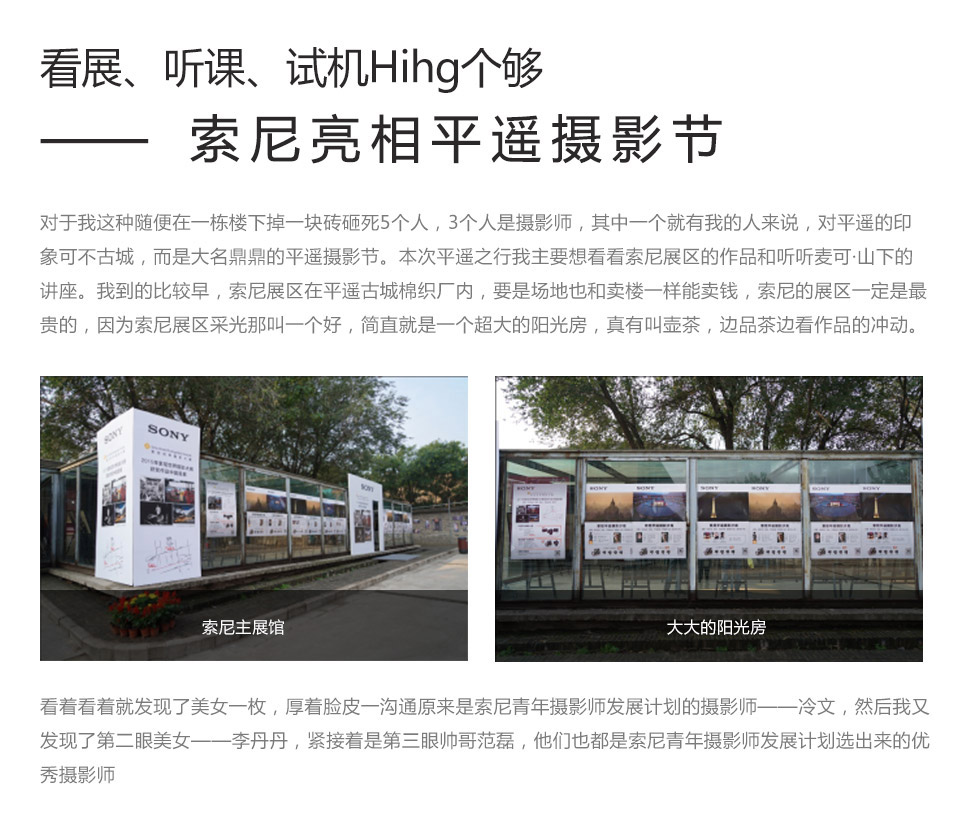 看展、听课、试机Hihg个够
—— 索尼亮相平遥摄影节
对于我这种随便在一栋楼下掉一块砖砸死5个人，3个人是摄影师，其中一个就有我的人来说，对平遥的印
象可不古城，而是大名鼎鼎的平遥摄影节。本次平遥之行我主要想看看索尼展区的作品和听听麦可·山下的
讲座。我到的比较早，索尼展区在平遥古城棉织厂内，要是场地也和卖楼一样能卖钱，索尼的展区一定是最
贵的，因为索尼展区采光那叫一个好，简直就是一个超大的阳光房，真有叫壶茶，边品茶边看作品的冲动。
SONY
SONY
SONY
索尼主展馆
SONY
SONY
SONY
SONY
SONY
SONY
SONY
大大的阳光房
看着看着就发现了美女一枚，厚着脸皮一沟通原来是索尼青年摄影师发展计划的摄影师——冷文，然后我又
发现了第二眼美女——李丹丹，紧接着是第三眼帅哥范磊，他们也都是索尼青年摄影师发展计划选出来的优
秀摄影师